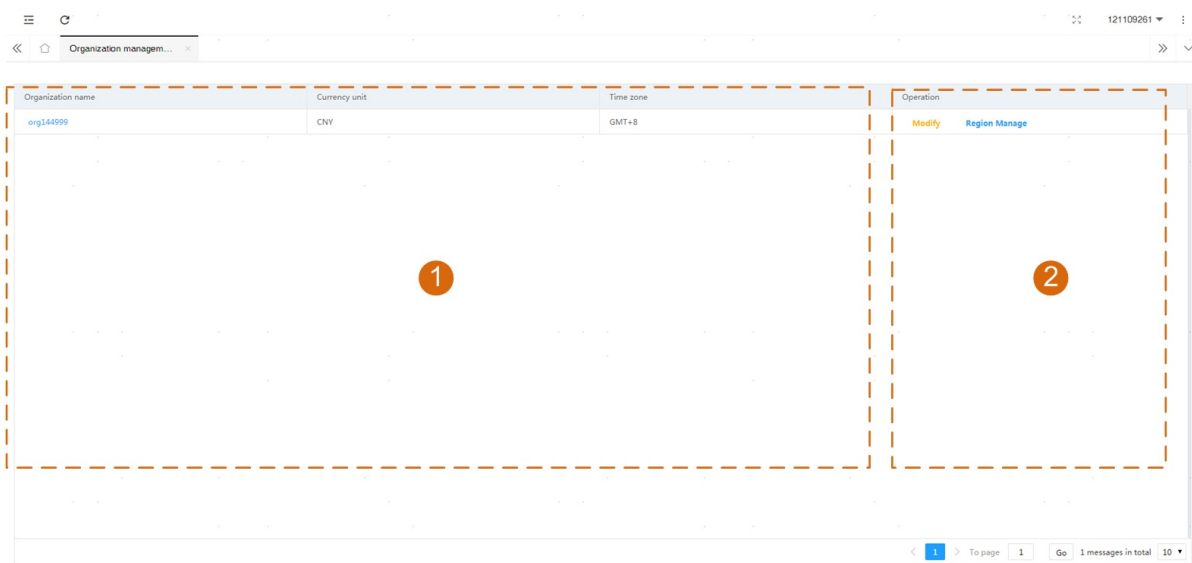 121109261
Organization managem...
Organization name Currency unit Time zone Operation
org144999 CNY GMT+8 Modify Region Manage
1 2
1 To page 1 Go 1 messages in total 10